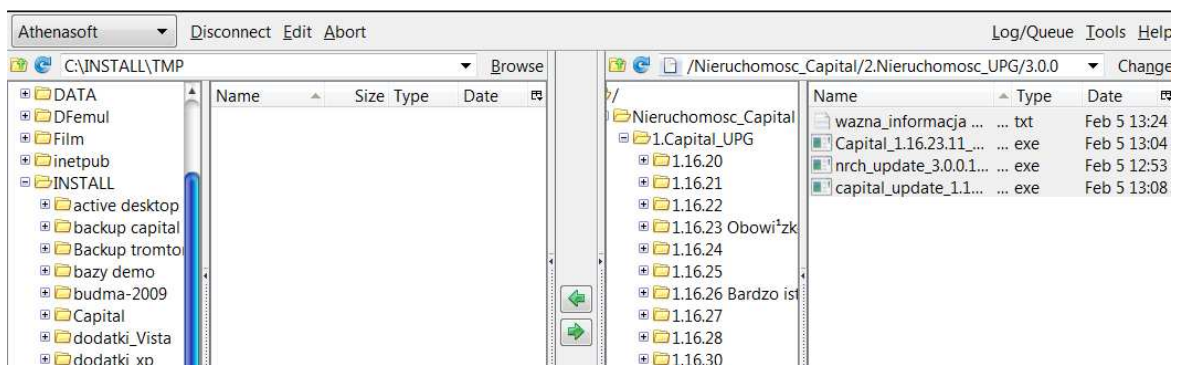 Athenasoft Disconnect Edit Abort Log/Queue Tools Help
C:\INSTALL\TMP Browse /Nieruchomosc_Capital/2.Nieruchomosc_UPG/3.0.0 Change
DATA
DFemul
Film
inetpub
INSTALL
active desktop
backup capital
Backup tromtor
bazy demo
budma-2009
Capital
dodatki_Vista
dodatki xp
Name Size Type Date
/
Nieruchomosc_Capital
1.Capital_UPG
1.16.20
1.16.21
1.16.22
1.16.23 Obowi¹zk
1.16.24
1.16.25
1.16.26 Bardzo ist
1.16.27
1.16.28
1.16.30
Name Type Date
wazna_informacja ... ... txt Feb 5 13:24
Capital_1.16.23.11_... ... exe Feb 5 13:04
nrch_update_3.0.0.1... ... exe Feb 5 12:53
capital_update_1.1... ... exe Feb 5 13:08